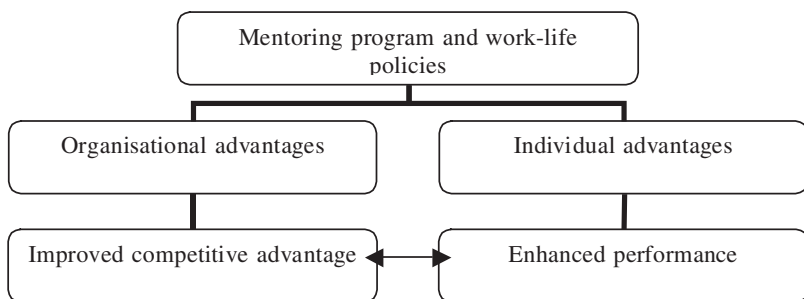 Mentoring program and work-life
policies
Organisational advantages
Individual advantages
Improved competitive advantage
Enhanced performance